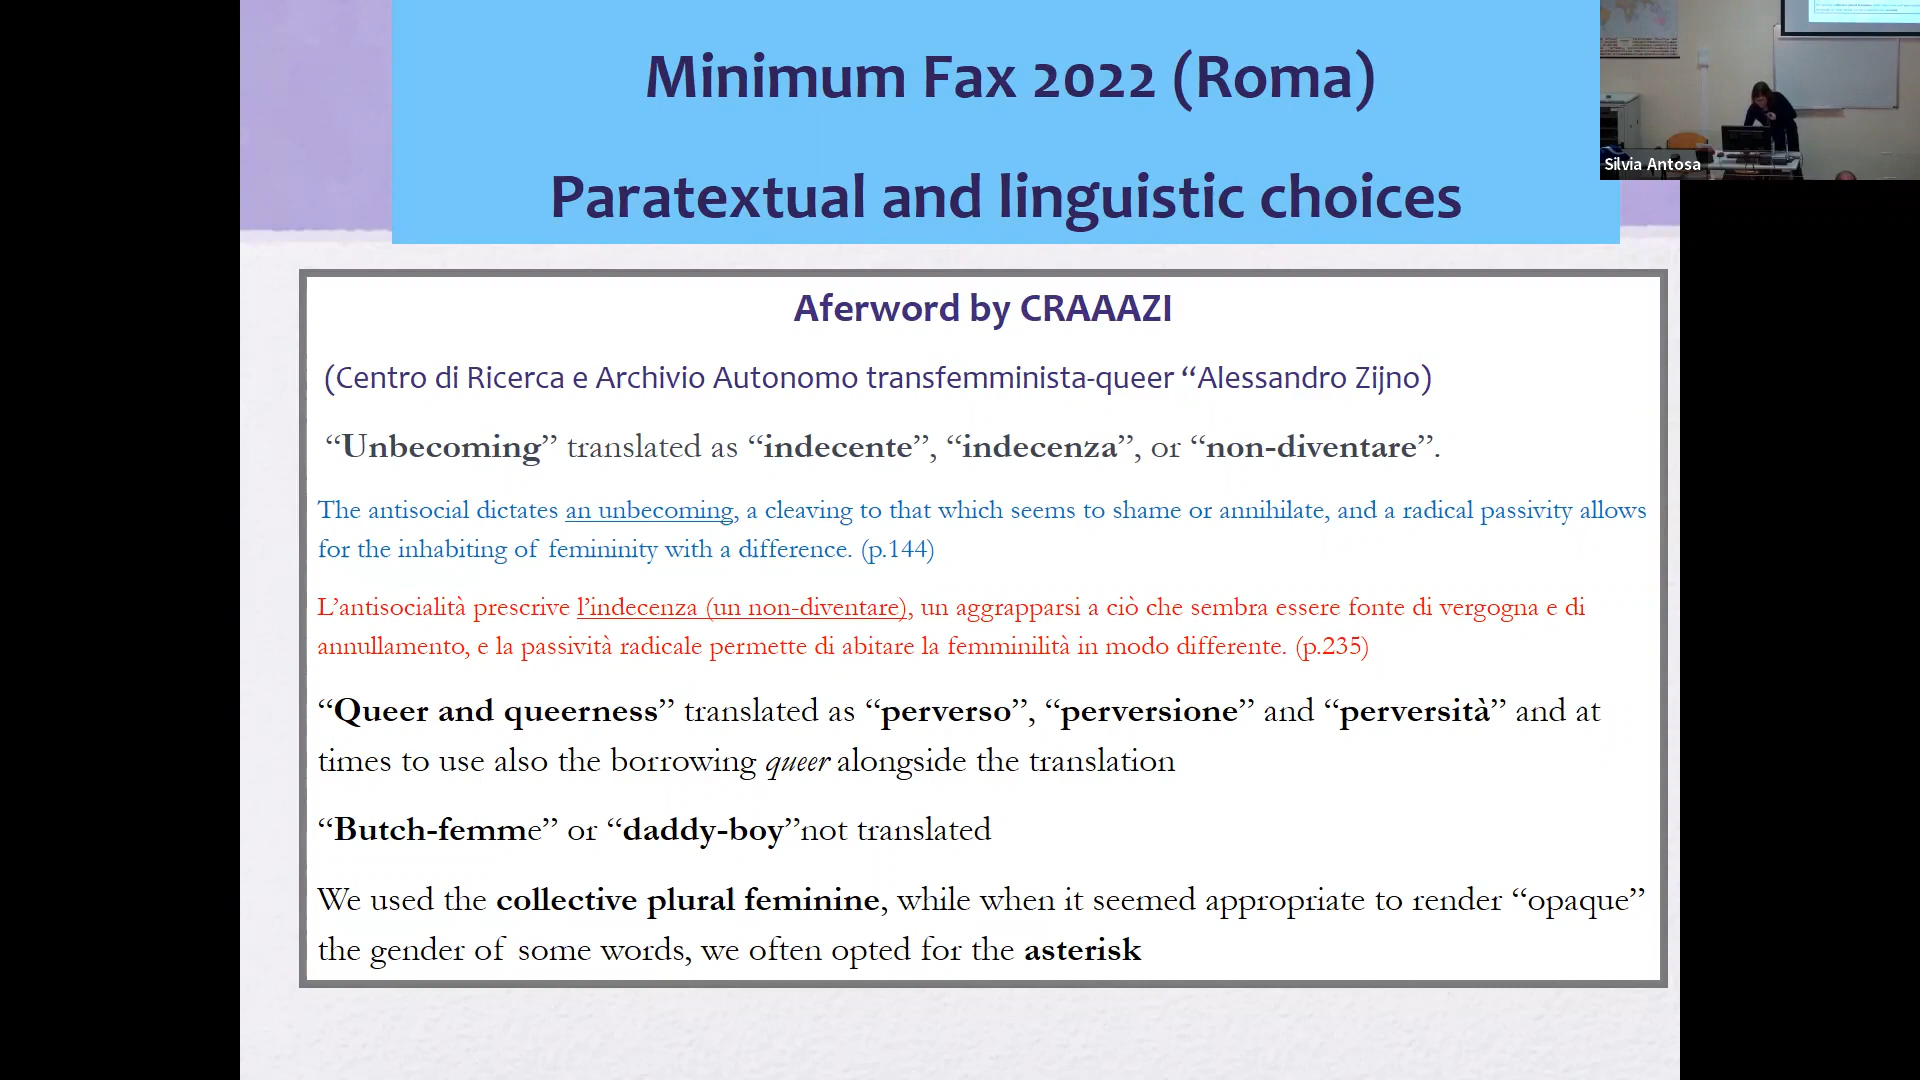 Minimum Fax 2022 (Roma)
Paratextual and linguistic choices
Silvia Antosa
Aferword by CRAAAZI
(Centro di Ricerca e Archivio Autonomo transfemminista-queer “Alessandro Zijno)
“Unbecoming” translated as “indecente”, “indecenza”, or “non-diventare”.
The antisocial dictates an unbecoming, a cleaving to that which seems to shame or annihilate, and a radical passivity allows
for the inhabiting of femininity with a difference. (p.144)
L’antisocialità prescrive l’indecenza (un non-diventare), un aggrapparsi a ciò che sembra essere fonte di vergogna e di
annullamento, e la passività radicale permette di abitare la femminilità in modo differente. (p.235)
“Queer and queerness” translated as “perverso”, “perversione” and “perversità” and at
times to use also the borrowing queer alongside the translation
“Butch-femme” or “daddy-boy”not translated
We used the collective plural feminine, while when it seemed appropriate to render “opaque”
the gender of some words, we often opted for the asterisk